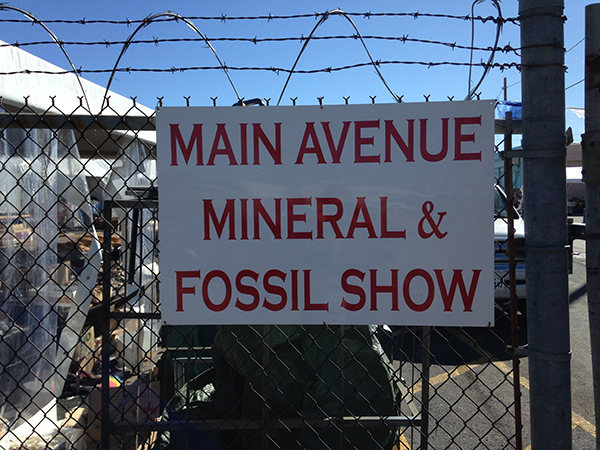 MAIN AVENUE
MINERAL &
FOSSIL SHOW